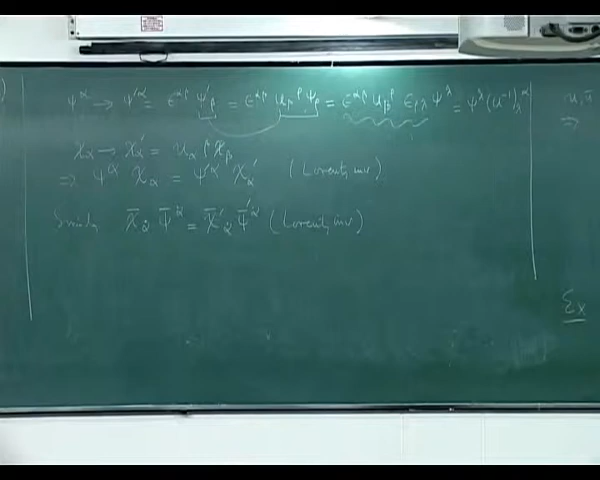 )
ψ^α → ψ'^α = ε^{αβ} ψ'_β = ε^{αβ} u_β^ρ ψ_ρ = ε^{αβ} u_β^ρ ε_{ρλ} ψ^λ = ψ^λ (u^{-1})_λ^α
χ_α → χ'_α = u_α^β χ_β
⇒ ψ^α χ_α = ψ'^α χ'_α (Lorentz inv)
χ̄_α̇ ψ̄^α̇ = χ̄'_α̇ ψ̄'^α̇ (Lorentz inv)
u, ū
⇒
Ex